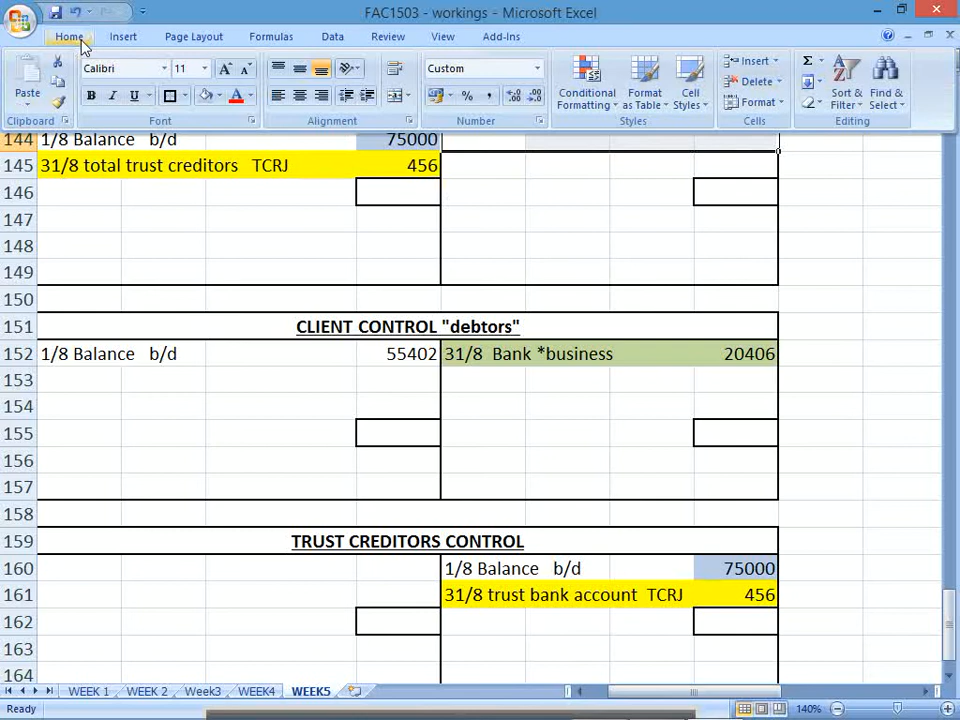 FAC1503 - workings - Microsoft Excel
Home Insert Page Layout Formulas Data Review View Add-Ins
Calibri 11 Custom Insert Σ
Paste B I U A % , .0 .00 .00 .0 Conditional Formatting Format as Table Cell Styles Delete Format Sort & Filter Find & Select
Clipboard Font Alignment Number Styles Cells Editing
144 1/8 Balance b/d 75000
145 31/8 total trust creditors TCRJ 456
146
147
148
149
150
151 CLIENT CONTROL "debtors"
152 1/8 Balance b/d 55402 31/8 Bank *business 20406
153
154
155
156
157
158
159 TRUST CREDITORS CONTROL
160 1/8 Balance b/d 75000
161 31/8 trust bank account TCRJ 456
162
163
164
WEEK 1 WEEK 2 Week3 WEEK4 WEEK5
Ready 140%